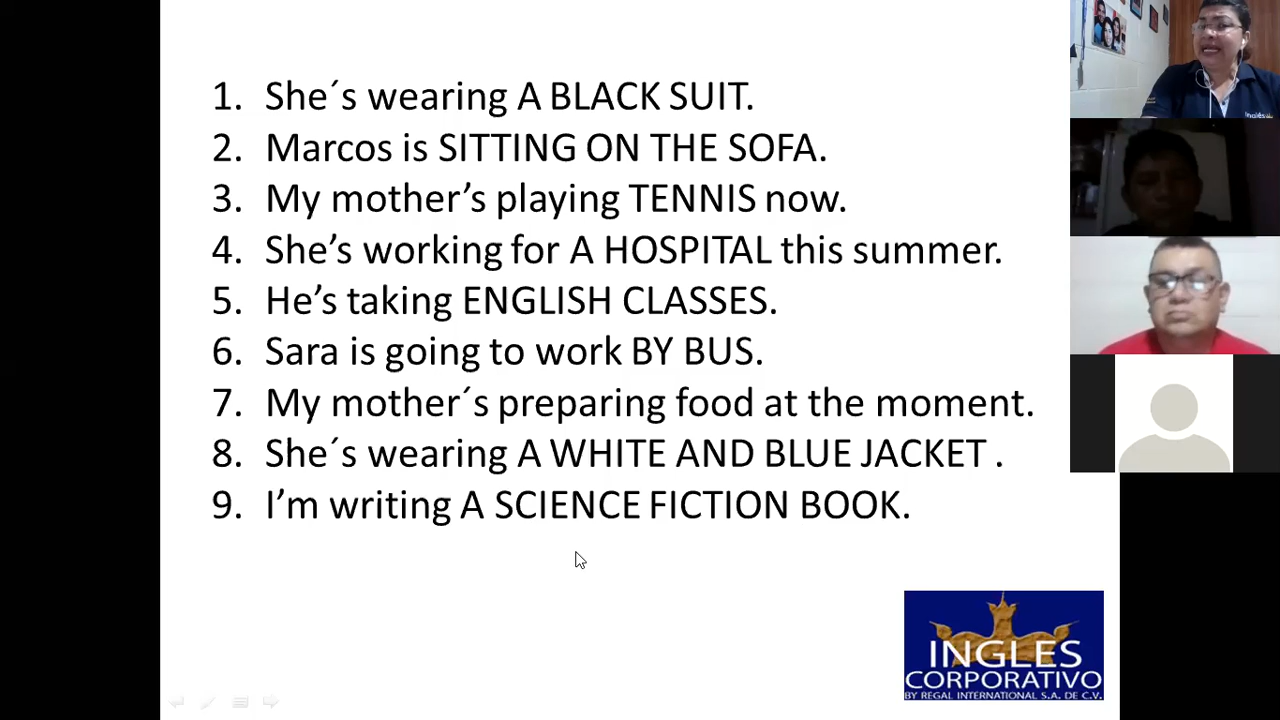 1. She´s wearing A BLACK SUIT.
2. Marcos is SITTING ON THE SOFA.
3. My mother’s playing TENNIS now.
4. She’s working for A HOSPITAL this summer.
5. He’s taking ENGLISH CLASSES.
6. Sara is going to work BY BUS.
7. My mother´s preparing food at the moment.
8. She´s wearing A WHITE AND BLUE JACKET .
9. I’m writing A SCIENCE FICTION BOOK.
INGLES
CORPORATIVO
BY REGAL INTERNATIONAL S.A. DE C.V.